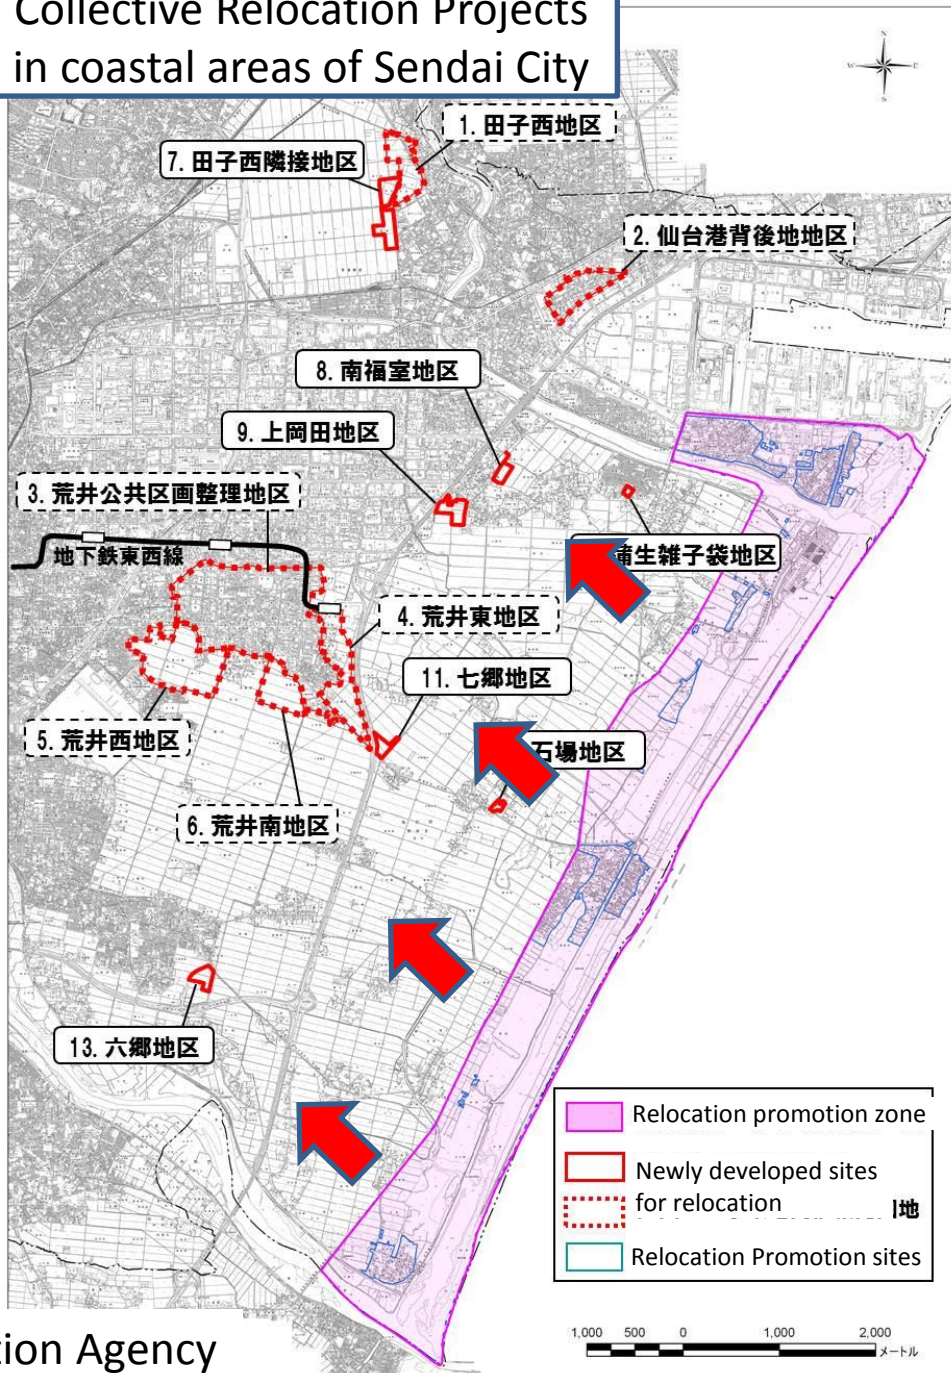 Collective Relocation Projects
in coastal areas of Sendai City
N
W
E
S
1. 田子西地区
7. 田子西隣接地区
2. 仙台港背後地地区
8. 南福室地区
9. 上岡田地区
3. 荒井公共区画整理地区
地下鉄東西線
蒲生雑子袋地区
4. 荒井東地区
11. 七郷地区
5. 荒井西地区
石場地区
6. 荒井南地区
13. 六郷地区
Relocation promotion zone
Newly developed sites
for relocation
地
Relocation Promotion sites
1,000 500 0 1,000 2,000
メートル
tion Agency